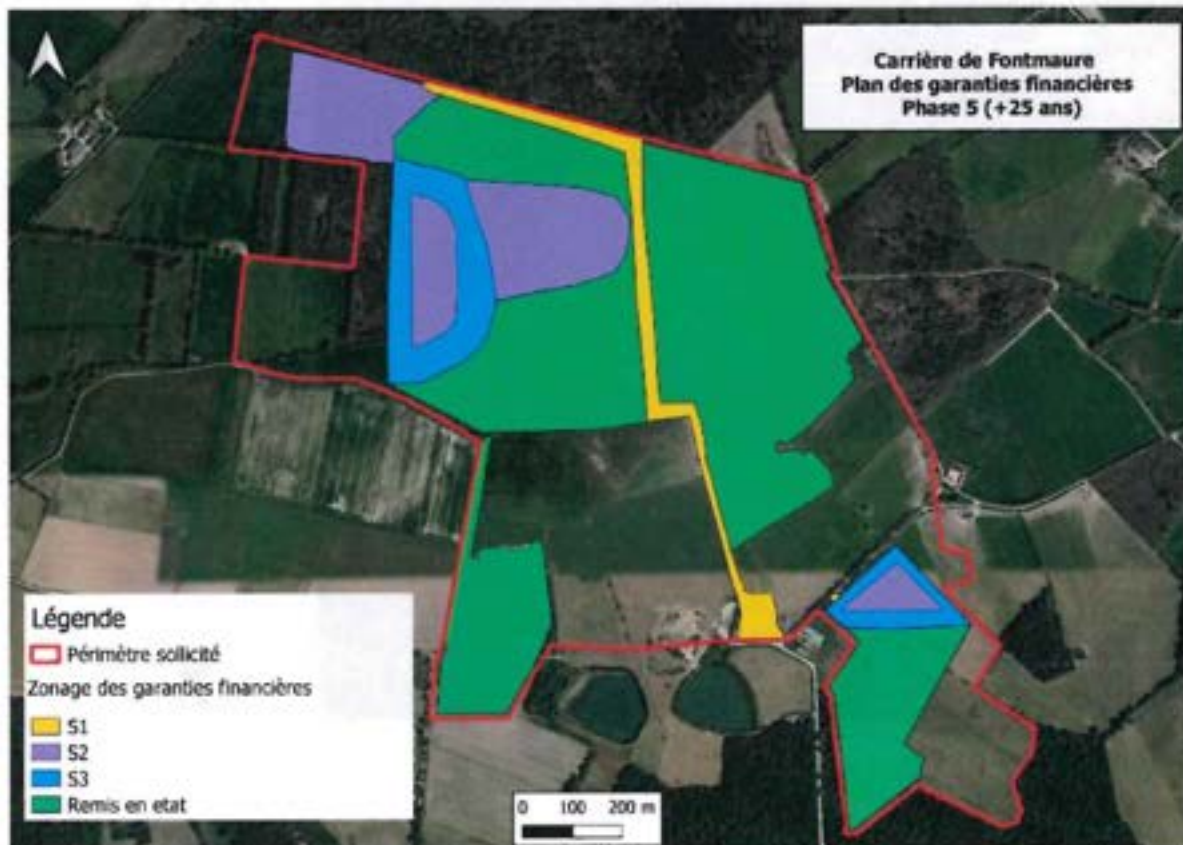 Carrière de Fontmaure
Plan des garanties financières
Phase 5 (+25 ans)
Légende
Périmètre sollicité
Zonage des garanties financières
S1
S2
S3
Remis en etat
0 100 200 m